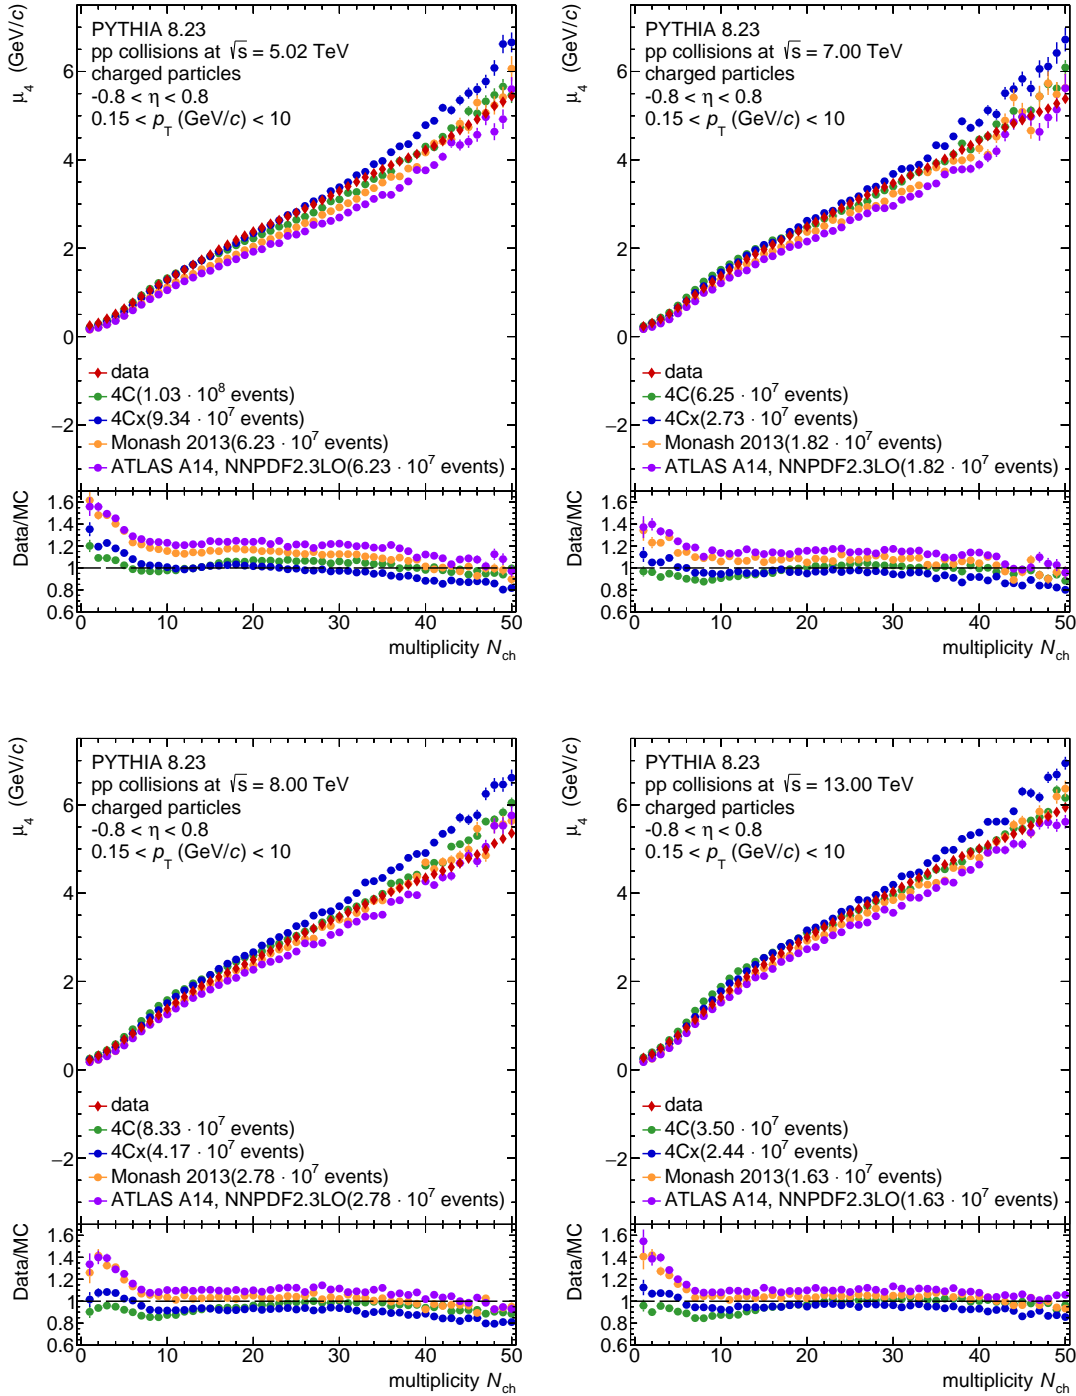 PYTHIA 8.23
pp collisions at √s = 5.02 TeV
charged particles
-0.8 < η < 0.8
0.15 < p_T (GeV/c) < 10
μ_4 (GeV/c)
6
4
2
0
−2
data
4C(1.03 · 10^8 events)
4Cx(9.34 · 10^7 events)
Monash 2013(6.23 · 10^7 events)
ATLAS A14, NNPDF2.3LO(6.23 · 10^7 events)
Data/MC
1.6
1.4
1.2
1
0.8
0.6
0 10 20 30 40 50
multiplicity N_ch
PYTHIA 8.23
pp collisions at √s = 7.00 TeV
charged particles
-0.8 < η < 0.8
0.15 < p_T (GeV/c) < 10
μ_4 (GeV/c)
6
4
2
0
−2
data
4C(6.25 · 10^7 events)
4Cx(2.73 · 10^7 events)
Monash 2013(1.82 · 10^7 events)
ATLAS A14, NNPDF2.3LO(1.82 · 10^7 events)
Data/MC
1.6
1.4
1.2
1
0.8
0.6
0 10 20 30 40 50
multiplicity N_ch
PYTHIA 8.23
pp collisions at √s = 8.00 TeV
charged particles
-0.8 < η < 0.8
0.15 < p_T (GeV/c) < 10
μ_4 (GeV/c)
6
4
2
0
−2
data
4C(8.33 · 10^7 events)
4Cx(4.17 · 10^7 events)
Monash 2013(2.78 · 10^7 events)
ATLAS A14, NNPDF2.3LO(2.78 · 10^7 events)
Data/MC
1.6
1.4
1.2
1
0.8
0.6
0 10 20 30 40 50
multiplicity N_ch
PYTHIA 8.23
pp collisions at √s = 13.00 TeV
charged particles
-0.8 < η < 0.8
0.15 < p_T (GeV/c) < 10
μ_4 (GeV/c)
6
4
2
0
−2
data
4C(3.50 · 10^7 events)
4Cx(2.44 · 10^7 events)
Monash 2013(1.63 · 10^7 events)
ATLAS A14, NNPDF2.3LO(1.63 · 10^7 events)
Data/MC
1.6
1.4
1.2
1
0.8
0.6
0 10 20 30 40 50
multiplicity N_ch